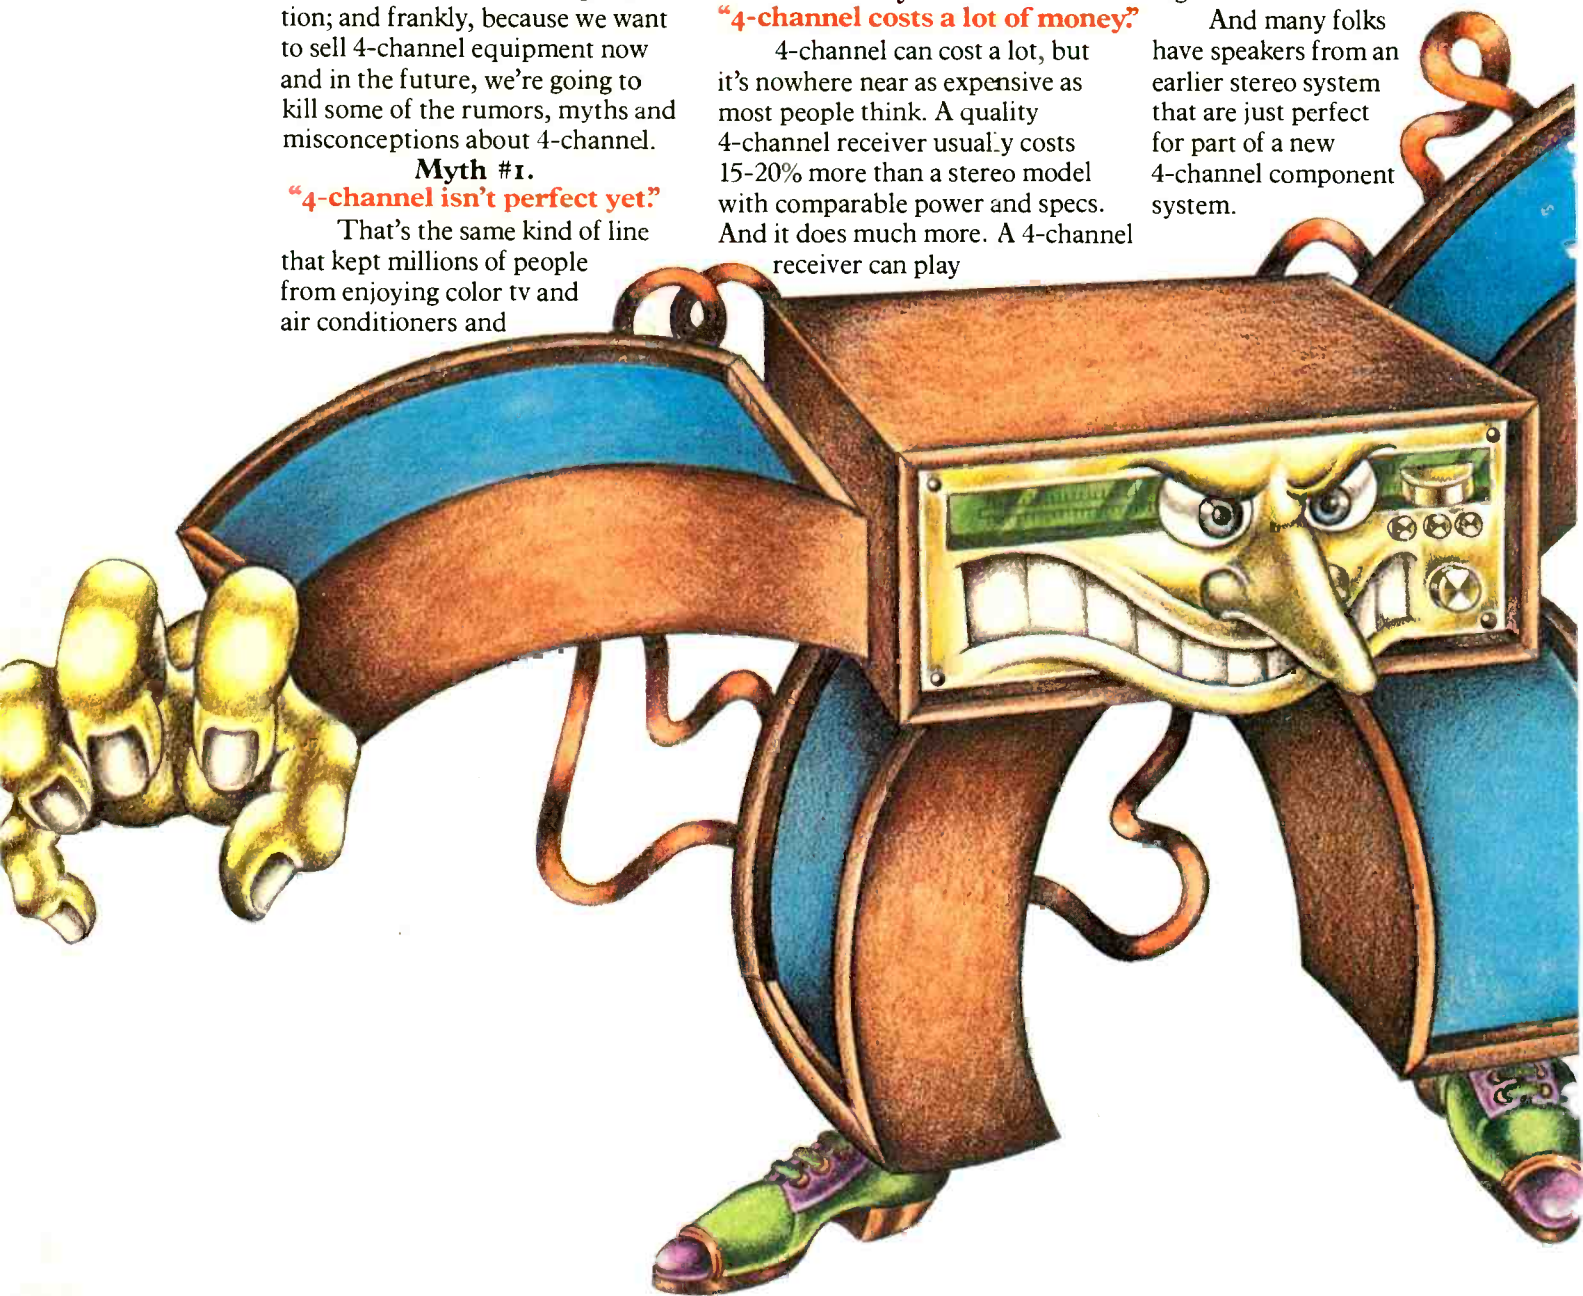 tion; and frankly, because we want
to sell 4-channel equipment now
and in the future, we're going to
kill some of the rumors, myths and
misconceptions about 4-channel.
Myth #1.
“4-channel isn't perfect yet.”
That's the same kind of line
that kept millions of people
from enjoying color tv and
air conditioners and
“4-channel costs a lot of money.”
4-channel can cost a lot, but
it's nowhere near as expensive as
most people think. A quality
4-channel receiver usually costs
15-20% more than a stereo model
with comparable power and specs.
And it does much more. A 4-channel
receiver can play
And many folks
have speakers from an
earlier stereo system
that are just perfect
for part of a new
4-channel component
system.